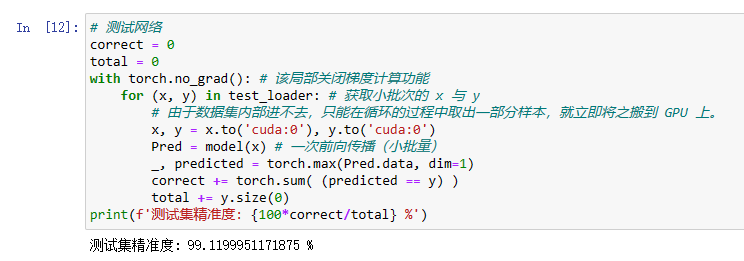 In [12]: # 测试网络
correct = 0
total = 0
with torch.no_grad(): # 该局部关闭梯度计算功能
    for (x, y) in test_loader: # 获取小批次的 x 与 y
        # 由于数据集内部进不去，只能在循环的过程中取出一部分样本，就立即将之搬到 GPU 上。
        x, y = x.to('cuda:0'), y.to('cuda:0')
        Pred = model(x) # 一次前向传播（小批量）
        _, predicted = torch.max(Pred.data, dim=1)
        correct += torch.sum( (predicted == y) )
        total += y.size(0)
print(f'测试集精准度: {100*correct/total} %')
测试集精准度: 99.1199951171875 %